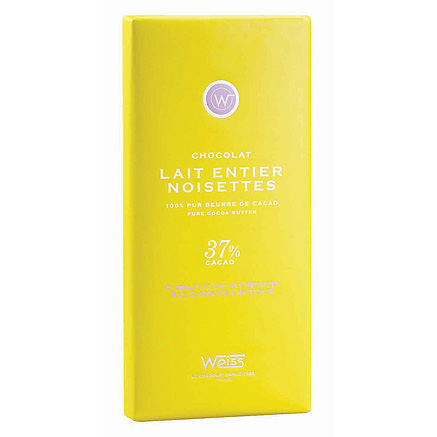 W
CHOCOLAT
LAIT ENTIER
NOISETTES
100% PUR BEURRE DE CACAO
PURE COCOA BUTTER
37%
CACAO
Weiss